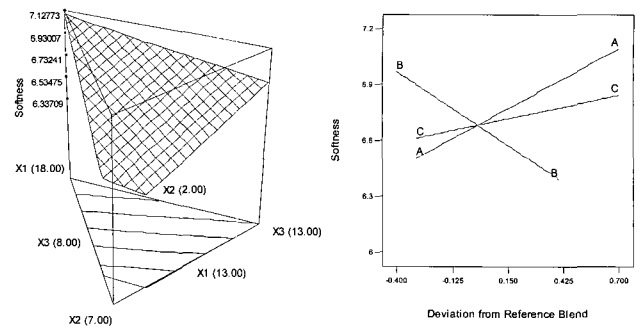 7.12773
6.93007
6.73241
6.53475
6.33709
Softness
X1 (18.00)
X2 (2.00)
X3 (13.00)
X3 (8.00)
X1 (13.00)
X2 (7.00)
7.2
6.9
6.6
6.3
6
Softness
A
B
C
C
A
B
-0.400
-0.125
0.150
0.425
0.700
Deviation from Reference Blend